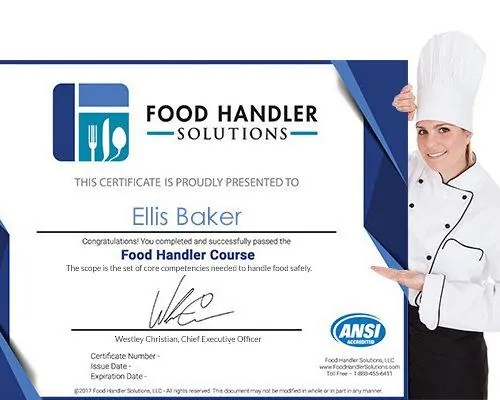 FOOD HANDLER
SOLUTIONS
THIS CERTIFICATE IS PROUDLY PRESENTED TO
Ellis Baker
Congratulations! You completed and successfully passed the
Food Handler Course
The scope is the set of core competencies needed to handle food safely.
Westley Christian, Chief Executive Officer
ANSI
ACCREDITED
Certificate Number -
Issue Date -
Expiration Date -
Food Handler Solutions, LLC
www.FoodHandlerSolutions.com
Toll Free - 1-888-455-6411
©2017 Food Handler Solutions, LLC - All rights reserved. This document may not be modified in whole or in part in any manner.